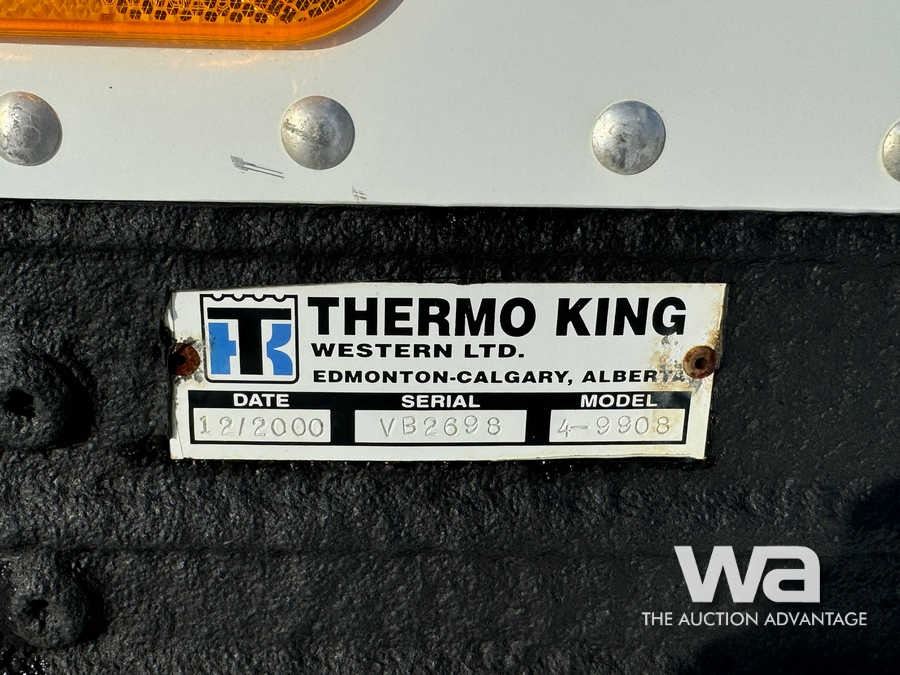 TK
THERMO KING
WESTERN LTD.
EDMONTON-CALGARY, ALBERTA
DATE SERIAL MODEL
12/2000 VB2698 4-9908
wa
THE AUCTION ADVANTAGE